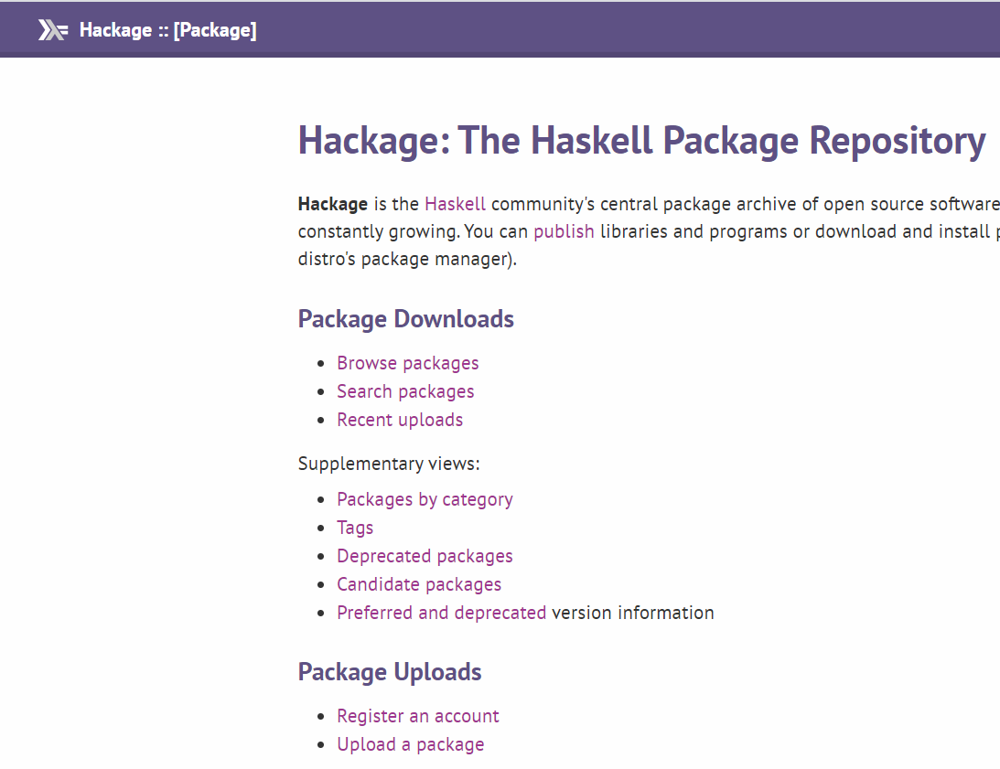 Hackage :: [Package]
Hackage: The Haskell Package Repository
Hackage is the Haskell community's central package archive of open source software
constantly growing. You can publish libraries and programs or download and install
distro's package manager).
Package Downloads
Browse packages
Search packages
Recent uploads
Supplementary views:
Packages by category
Tags
Deprecated packages
Candidate packages
Preferred and deprecated version information
Package Uploads
Register an account
Upload a package